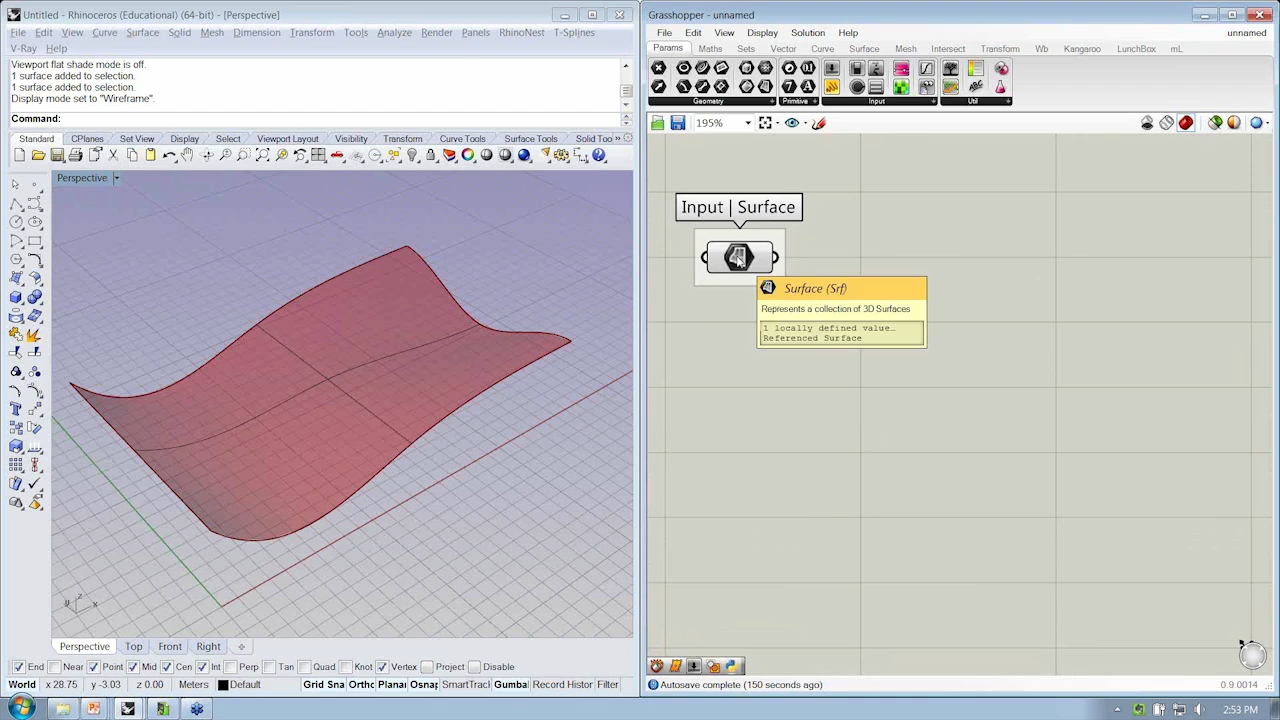 Untitled - Rhinoceros (Educational) (64-bit) - [Perspective]
File Edit View Curve Surface Solid Mesh Dimension Transform Tools Analyze Render Panels RhinoNest T-Splines
V-Ray Help
Viewport flat shade mode is off.
1 surface added to selection.
1 surface added to selection.
Display mode set to "Wireframe".
Command:
Standard CPlanes Set View Display Select Viewport Layout Visibility Transform Curve Tools Surface Tools Solid Too
Perspective
z
y
x
Perspective Top Front Right
End Near Point Mid Cen Int Perp Tan Quad Knot Vertex Project Disable
World x 28.75 y -3.03 z 0.00 Meters Default Grid Sna Ortho Planar Osnap SmartTrack Gumba Record Histor Filter
Grasshopper - unnamed
File Edit View Display Solution Help unnamed
Params Maths Sets Vector Curve Surface Mesh Intersect Transform Wb Kangaroo LunchBox mL
Geometry Primitive Input Util
195%
Input | Surface
Surface (Srf)
Represents a collection of 3D Surfaces
1 locally defined value…
Referenced Surface
Autosave complete (150 seconds ago)
0.9.0014
2:53 PM